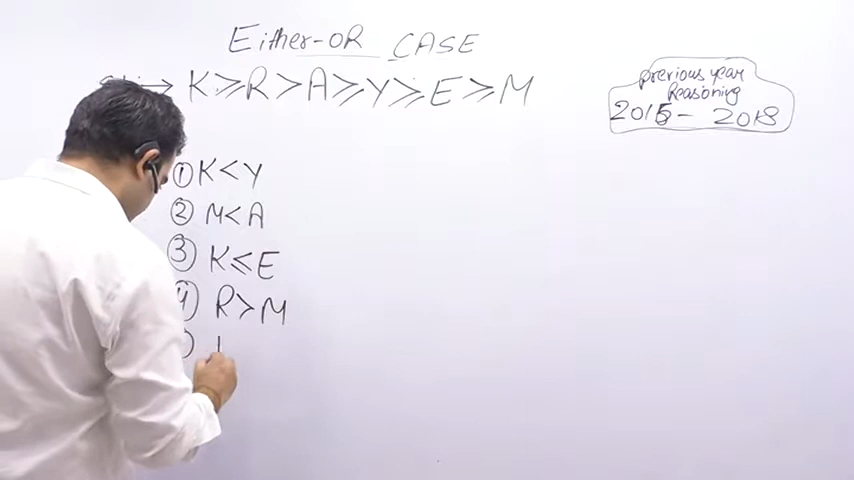 Either-OR CASE
→ K ≥ R > A ≥ Y ≥ E ≥ M
previous year
Reasoning
2015 - 2018
① K < Y
② M < A
③ K ≤ E
④ R > M